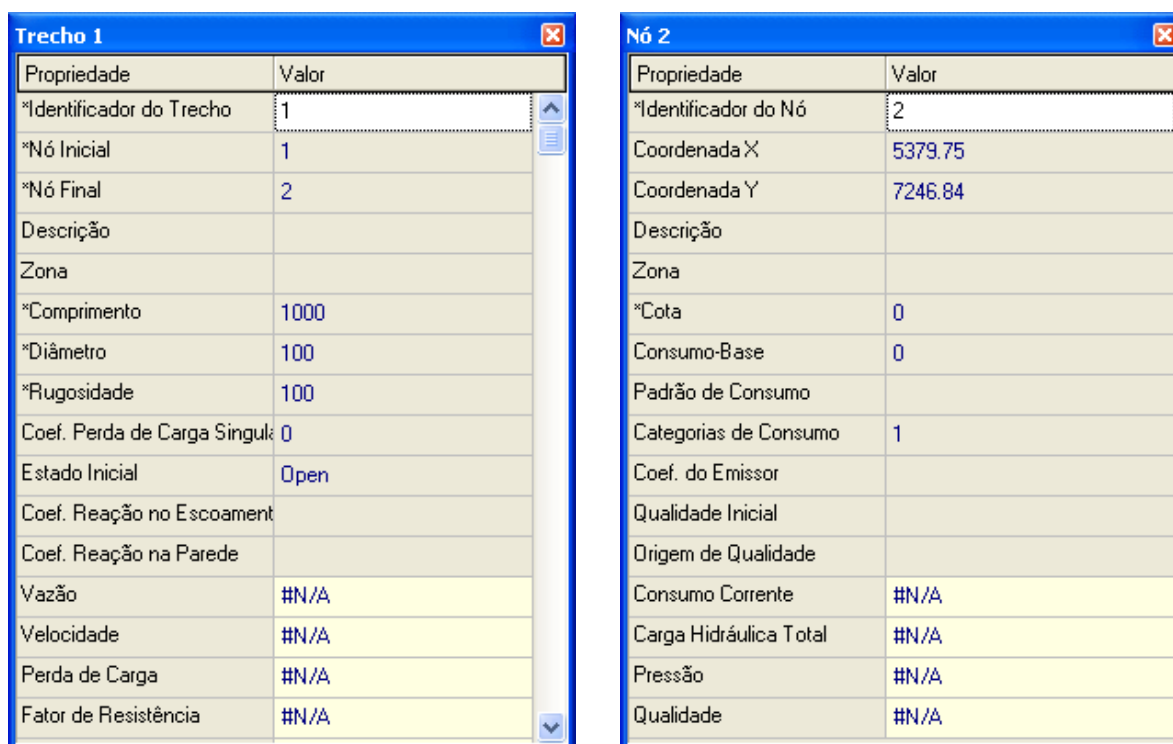 Trecho 1
Propriedade Valor
*Identificador do Trecho 1
*Nó Inicial 1
*Nó Final 2
Descrição
Zona
*Comprimento 1000
*Diâmetro 100
*Rugosidade 100
Coef. Perda de Carga Singula 0
Estado Inicial Open
Coef. Reação no Escoament
Coef. Reação na Parede
Vazão #N/A
Velocidade #N/A
Perda de Carga #N/A
Fator de Resistência #N/A
Nó 2
Propriedade Valor
*Identificador do Nó 2
Coordenada X 5379.75
Coordenada Y 7246.84
Descrição
Zona
*Cota 0
Consumo-Base 0
Padrão de Consumo
Categorias de Consumo 1
Coef. do Emissor
Qualidade Inicial
Origem de Qualidade
Consumo Corrente #N/A
Carga Hidráulica Total #N/A
Pressão #N/A
Qualidade #N/A